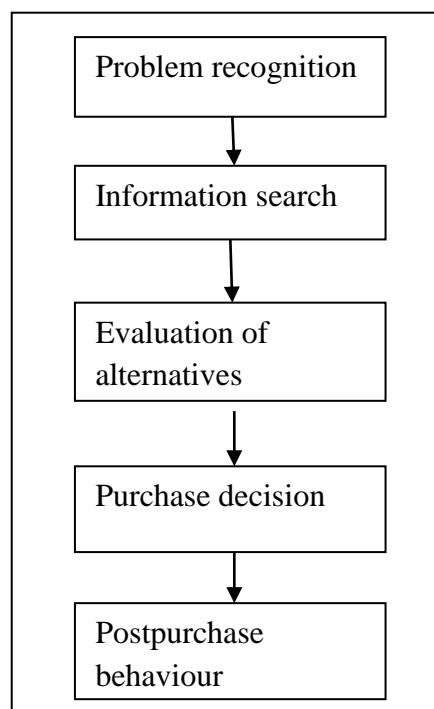 Problem recognition
Information search
Evaluation of
alternatives
Purchase decision
Postpurchase
behaviour